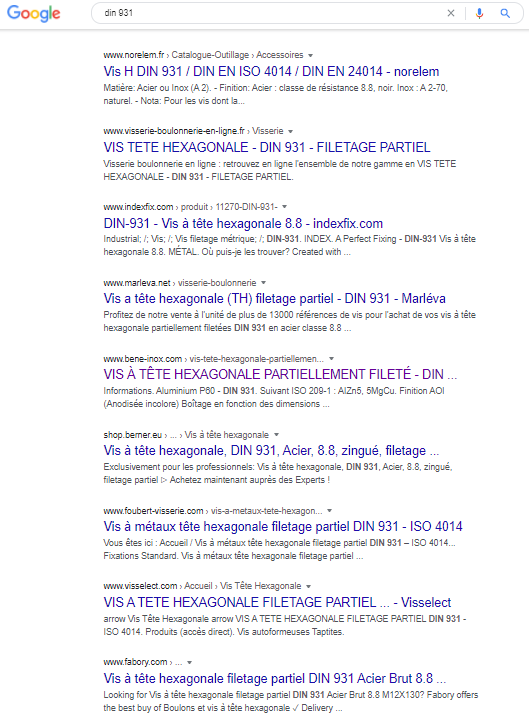 Google
din 931
www.norelem.fr › Catalogue-Outillage › Accessoires
Vis H DIN 931 / DIN EN ISO 4014 / DIN EN 24014 - norelem
Matière: Acier ou Inox (A 2). - Finition: Acier : classe de résistance 8.8, noir. Inox : A 2-70,
naturel. - Nota: Pour les vis dont la...
www.visserie-boulonnerie-en-ligne.fr › Visserie
VIS TETE HEXAGONALE - DIN 931 - FILETAGE PARTIEL
Visserie boulonnerie en ligne : retrouvez en ligne l'ensemble de notre gamme en VIS TETE
HEXAGONALE - DIN 931 - FILETAGE PARTIEL.
www.indexfix.com › produit › 11270-DIN-931-
DIN-931 - Vis à tête hexagonale 8.8 - indexfix.com
Industrial; /; Vis; /; Vis filetage métrique; /; DIN-931. INDEX. A Perfect Fixing - DIN-931 Vis à tête
hexagonale 8.8. MÉTAL. Où puis-je les trouver? Created with ...
www.marleva.net › visserie-boulonnerie
Vis a tête hexagonale (TH) filetage partiel - DIN 931 - Marléva
Profitez de notre vente à l'unité de plus de 13000 références de vis pour l'achat de vos vis à tête
hexagonale partiellement filetées DIN 931 en acier classe 8.8 ...
www.bene-inox.com › vis-tete-hexagonale-partiellemen...
VIS À TÊTE HEXAGONALE PARTIELLEMENT FILETÉ - DIN ...
Informations. Aluminium P60 - DIN 931. Suivant ISO 209-1 : AlZn5, 5MgCu. Finition AOI
(Anodisée incolore) Boîtage en fonction des dimensions ...
shop.berner.eu › ... › Vis à tête hexagonale
Vis à tête hexagonale, DIN 931, Acier, 8.8, zingué, filetage ...
Exclusivement pour les professionnels: Vis à tête hexagonale, DIN 931, Acier, 8.8, zingué,
filetage partiel ▷ Achetez maintenant auprès des Experts !
www.foubert-visserie.com › vis-a-metaux-tete-hexagon...
Vis à métaux tête hexagonale filetage partiel DIN 931 - ISO 4014
Vous êtes ici : Accueil / Vis à métaux tête hexagonale filetage partiel DIN 931 – ISO 4014...
Fixations Standard. Vis à métaux tête hexagonale filetage partiel ...
www.visselect.com › Accueil › Vis Tête Hexagonale
VIS A TETE HEXAGONALE FILETAGE PARTIEL ... - Visselect
arrow Vis Tête Hexagonale arrow VIS A TETE HEXAGONALE FILETAGE PARTIEL DIN 931 -
ISO 4014. Produits (accès direct). Vis autoformeuses Taptites.
www.fabory.com › ...
Vis à tête hexagonale filetage partiel DIN 931 Acier Brut 8.8 ...
Looking for Vis à tête hexagonale filetage partiel DIN 931 Acier Brut 8.8 M12X130? Fabory offers
the best buy of Boulons et vis à tête hexagonale ✓ Delivery ...